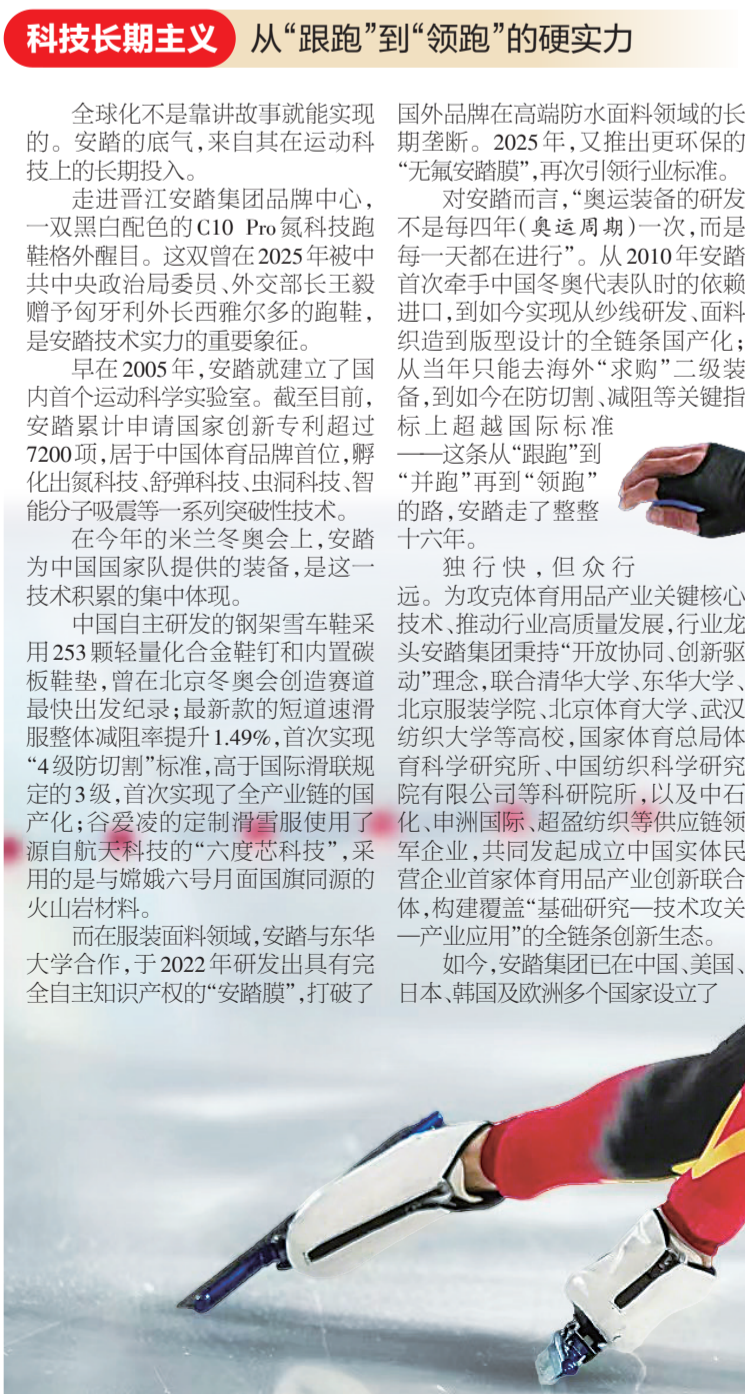 科技长期主义 从“跟跑”到“领跑”的硬实力
全球化不是靠讲故事就能实现
的。安踏的底气,来自其在运动科
技上的长期投入。
走进晋江安踏集团品牌中心,
一双黑白配色的C10 Pro氮科技跑
鞋格外醒目。这双曾在2025年被中
共中央政治局委员、外交部长王毅
赠予匈牙利外长西雅尔多的跑鞋,
是安踏技术实力的重要象征。
早在2005年,安踏就建立了国
内首个运动科学实验室。截至目前,
安踏累计申请国家创新专利超过
7200项,居于中国体育品牌首位,孵
化出氮科技、舒弹科技、虫洞科技、智
能分子吸震等一系列突破性技术。
在今年的米兰冬奥会上,安踏
为中国国家队提供的装备,是这一
技术积累的集中体现。
中国自主研发的钢架雪车鞋采
用253颗轻量化合金鞋钉和内置碳
板鞋垫,曾在北京冬奥会创造赛道
最快出发纪录;最新款的短道速滑
服整体减阻率提升1.49%,首次实现
“4级防切割”标准,高于国际滑联规
定的3级,首次实现了全产业链的国
产化;谷爱凌的定制滑雪服使用了
源自航天科技的“六度芯科技”,采
用的是与嫦娥六号月面国旗同源的
火山岩材料。
而在服装面料领域,安踏与东华
大学合作,于2022年研发出具有完
全自主知识产权的“安踏膜”,打破了
国外品牌在高端防水面料领域的长
期垄断。2025年,又推出更环保的
“无氟安踏膜”,再次引领行业标准。
对安踏而言,“奥运装备的研发
不是每四年(奥运周期)一次,而是
每一天都在进行”。从2010年安踏
首次牵手中国冬奥代表队时的依赖
进口,到如今实现从纱线研发、面料
织造到版型设计的全链条国产化;
从当年只能去海外“求购”二级装
备,到如今在防切割、减阻等关键指
标上超越国际标准
——这条从“跟跑”到
“并跑”再到“领跑”
的路,安踏走了整整
十六年。
独行快,但众行
远。为攻克体育用品产业关键核心
技术、推动行业高质量发展,行业龙
头安踏集团秉持“开放协同、创新驱
动”理念,联合清华大学、东华大学、
北京服装学院、北京体育大学、武汉
纺织大学等高校,国家体育总局体
育科学研究所、中国纺织科学研究
院有限公司等科研院所,以及中石
化、申洲国际、超盈纺织等供应链领
军企业,共同发起成立中国实体民
营企业首家体育用品产业创新联合
体,构建覆盖“基础研究—技术攻关
—产业应用”的全链条创新生态。
如今,安踏集团已在中国、美国、
日本、韩国及欧洲多个国家设立了